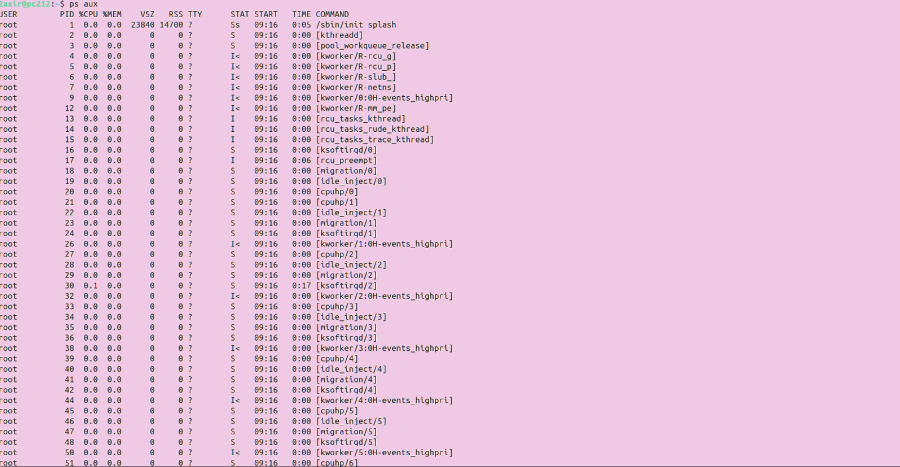 2asir@pc212:~$ ps aux
USER PID %CPU %MEM VSZ RSS TTY STAT START TIME COMMAND
root 1 0.0 0.0 23840 14700 ? Ss 09:16 0:05 /sbin/init splash
root 2 0.0 0.0 0 0 ? S 09:16 0:00 [kthreadd]
root 3 0.0 0.0 0 0 ? S 09:16 0:00 [pool_workqueue_release]
root 4 0.0 0.0 0 0 ? I< 09:16 0:00 [kworker/R-rcu_g]
root 5 0.0 0.0 0 0 ? I< 09:16 0:00 [kworker/R-rcu_p]
root 6 0.0 0.0 0 0 ? I< 09:16 0:00 [kworker/R-slub_]
root 7 0.0 0.0 0 0 ? I< 09:16 0:00 [kworker/R-netns]
root 9 0.0 0.0 0 0 ? I< 09:16 0:00 [kworker/0:0H-events_highpri]
root 12 0.0 0.0 0 0 ? I< 09:16 0:00 [kworker/R-mm_pe]
root 13 0.0 0.0 0 0 ? I 09:16 0:00 [rcu_tasks_kthread]
root 14 0.0 0.0 0 0 ? I 09:16 0:00 [rcu_tasks_rude_kthread]
root 15 0.0 0.0 0 0 ? I 09:16 0:00 [rcu_tasks_trace_kthread]
root 16 0.0 0.0 0 0 ? S 09:16 0:00 [ksoftirqd/0]
root 17 0.0 0.0 0 0 ? I 09:16 0:06 [rcu_preempt]
root 18 0.0 0.0 0 0 ? S 09:16 0:00 [migration/0]
root 19 0.0 0.0 0 0 ? S 09:16 0:00 [idle_inject/0]
root 20 0.0 0.0 0 0 ? S 09:16 0:00 [cpuhp/0]
root 21 0.0 0.0 0 0 ? S 09:16 0:00 [cpuhp/1]
root 22 0.0 0.0 0 0 ? S 09:16 0:00 [idle_inject/1]
root 23 0.0 0.0 0 0 ? S 09:16 0:00 [migration/1]
root 24 0.0 0.0 0 0 ? S 09:16 0:00 [ksoftirqd/1]
root 26 0.0 0.0 0 0 ? I< 09:16 0:00 [kworker/1:0H-events_highpri]
root 27 0.0 0.0 0 0 ? S 09:16 0:00 [cpuhp/2]
root 28 0.0 0.0 0 0 ? S 09:16 0:00 [idle_inject/2]
root 29 0.0 0.0 0 0 ? S 09:16 0:00 [migration/2]
root 30 0.1 0.0 0 0 ? S 09:16 0:17 [ksoftirqd/2]
root 32 0.0 0.0 0 0 ? I< 09:16 0:00 [kworker/2:0H-events_highpri]
root 33 0.0 0.0 0 0 ? S 09:16 0:00 [cpuhp/3]
root 34 0.0 0.0 0 0 ? S 09:16 0:00 [idle_inject/3]
root 35 0.0 0.0 0 0 ? S 09:16 0:00 [migration/3]
root 36 0.0 0.0 0 0 ? S 09:16 0:00 [ksoftirqd/3]
root 38 0.0 0.0 0 0 ? I< 09:16 0:00 [kworker/3:0H-events_highpri]
root 39 0.0 0.0 0 0 ? S 09:16 0:00 [cpuhp/4]
root 40 0.0 0.0 0 0 ? S 09:16 0:00 [idle_inject/4]
root 41 0.0 0.0 0 0 ? S 09:16 0:00 [migration/4]
root 42 0.0 0.0 0 0 ? S 09:16 0:00 [ksoftirqd/4]
root 44 0.0 0.0 0 0 ? I< 09:16 0:00 [kworker/4:0H-events_highpri]
root 45 0.0 0.0 0 0 ? S 09:16 0:00 [cpuhp/5]
root 46 0.0 0.0 0 0 ? S 09:16 0:00 [idle_inject/5]
root 47 0.0 0.0 0 0 ? S 09:16 0:00 [migration/5]
root 48 0.0 0.0 0 0 ? S 09:16 0:00 [ksoftirqd/5]
root 50 0.0 0.0 0 0 ? I< 09:16 0:00 [kworker/5:0H-events_highpri]
root 51 0.0 0.0 0 0 ? S 09:16 0:00 [cpuhp/6]